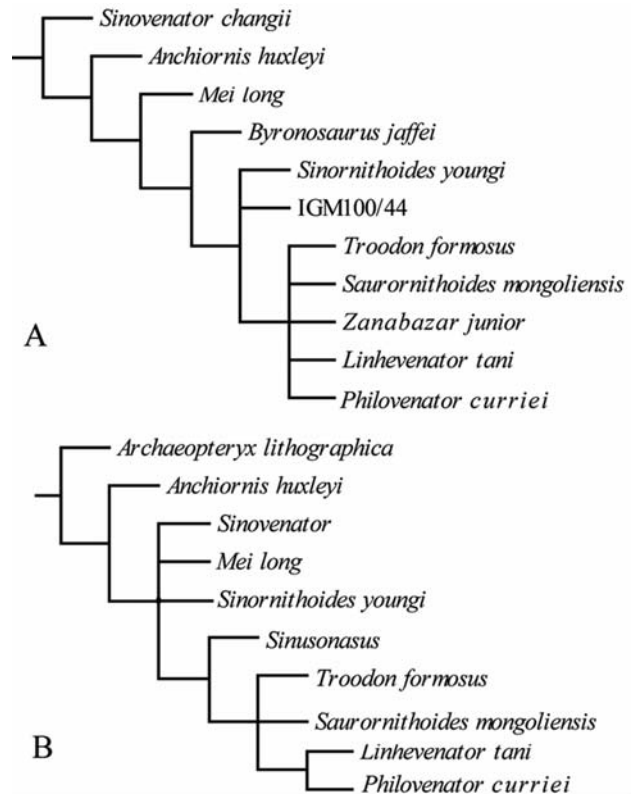 Sinovenator changii
Anchiornis huxleyi
Mei long
Byronosaurus jaffei
Sinornithoides youngi
IGM100/44
Troodon formosus
Saurornithoides mongoliensis
Zanabazar junior
Linhevenator tani
Philovenator curriei
A
Archaeopteryx lithographica
Anchiornis huxleyi
Sinovenator
Mei long
Sinornithoides youngi
Sinusonasus
Troodon formosus
Saurornithoides mongoliensis
Linhevenator tani
Philovenator curriei
B